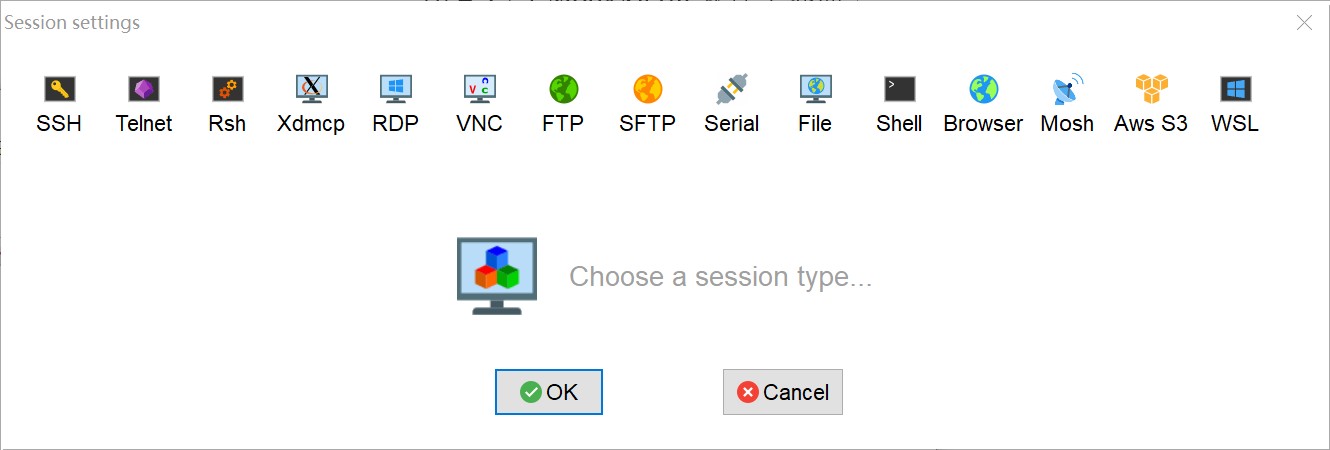 Session settings
SSH Telnet Rsh Xdmcp RDP VNC FTP SFTP Serial File Shell Browser Mosh Aws S3 WSL
Choose a session type...
OK Cancel